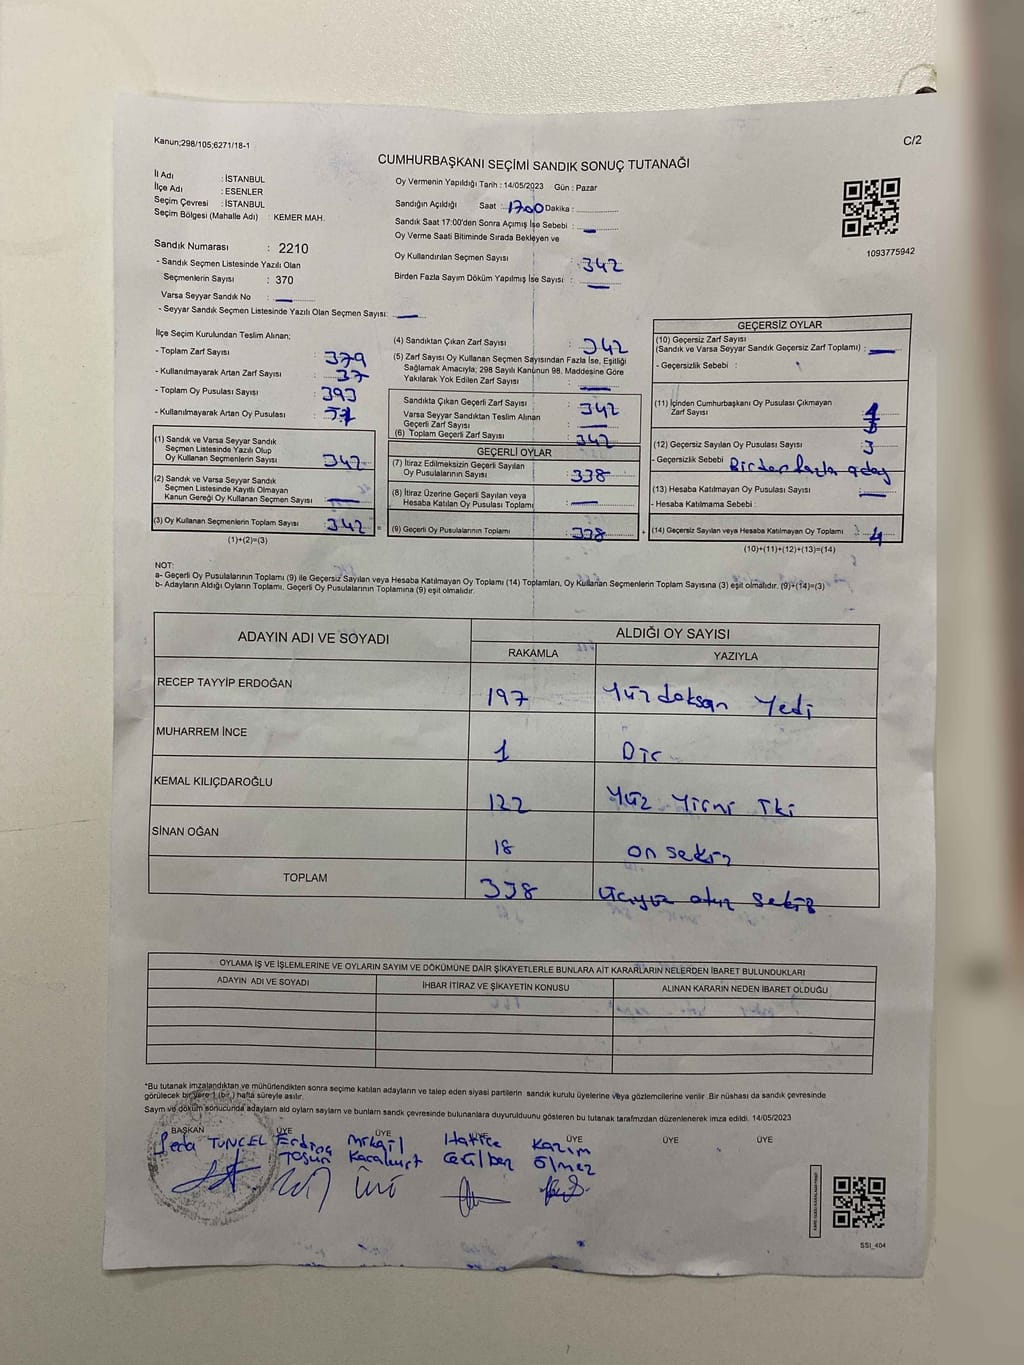 Kanun;298/105;6271/18-1
C/2
CUMHURBAŞKANI SEÇİMİ SANDIK SONUÇ TUTANAĞI
İl Adı : İSTANBUL
İlçe Adı : ESENLER
Seçim Çevresi : İSTANBUL
Seçim Bölgesi (Mahalle Adı) : KEMER MAH.
Sandık Numarası : 2210
- Sandık Seçmen Listesinde Yazılı Olan
Seçmenlerin Sayısı : 370
Varsa Seyyar Sandık No :
- Seyyar Sandık Seçmen Listesinde Yazılı Olan Seçmen Sayısı:
Oy Vermenin Yapıldığı Tarih : 14/05/2023 Gün : Pazar
Sandığın Açıldığı Saat : 1700 Dakika :
Sandık Saat 17:00'den Sonra Açımış İse Sebebi :
Oy Verme Saati Bitiminde Sırada Bekleyen ve
Oy Kullandırılan Seçmen Sayısı : 342
Birden Fazla Sayım Döküm Yapılmış İse Sayısı :
1093775942
İlçe Seçim Kurulundan Teslim Alınan;
- Toplam Zarf Sayısı : 379
- Kullanılmayarak Artan Zarf Sayısı : 37
- Toplam Oy Pusulası Sayısı : 393
- Kullanılmayarak Artan Oy Pusulası :
(1) Sandık ve Varsa Seyyar Sandık
Seçmen Listesinde Yazılı Olup
Oy Kullanan Seçmenlerin Sayısı : 342
(2) Sandık ve Varsa Seyyar Sandık
Seçmen Listesinde Kayıtlı Olmayan
Kanun Gereği Oy Kullanan Seçmen Sayısı :
(3) Oy Kullanan Seçmenlerin Toplam Sayısı : 342 =
(1)+(2)=(3)
(4) Sandıktan Çıkan Zarf Sayısı : 342
(5) Zarf Sayısı Oy Kullanan Seçmen Sayısından Fazla İse, Eşitliği
Sağlamak Amacıyla; 298 Sayılı Kanunun 98. Maddesine Göre
Yakılarak Yok Edilen Zarf Sayısı :
Sandıkta Çıkan Geçerli Zarf Sayısı : 342
Varsa Seyyar Sandıktan Teslim Alınan
Geçerli Zarf Sayısı :
(6) Toplam Geçerli Zarf Sayısı : 342
GEÇERLİ OYLAR
(7) İtiraz Edilmeksizin Geçerli Sayılan
Oy Pusulalarının Sayısı : 338
(8) İtiraz Üzerine Geçerli Sayılan veya
Hesaba Katılan Oy Pusulası Toplamı :
(9) Geçerli Oy Pusulalarının Toplamı : 338 +
GEÇERSİZ OYLAR
(10) Geçersiz Zarf Sayısı
(Sandık ve Varsa Seyyar Sandık Geçersiz Zarf Toplamı) :
- Geçersizlik Sebebi :
(11) İçinden Cumhurbaşkanı Oy Pusulası Çıkmayan
Zarf Sayısı : 1
(12) Geçersiz Sayılan Oy Pusulası Sayısı : 3
- Geçersizlik Sebebi : Birden fazla aday
(13) Hesaba Katılmayan Oy Pusulası Sayısı :
- Hesaba Katılmama Sebebi :
(14) Geçersiz Sayılan veya Hesaba Katılmayan Oy Toplamı : 4
(10)+(11)+(12)+(13)=(14)
NOT:
a- Geçerli Oy Pusulalarının Toplamı (9) ile Geçersiz Sayılan veya Hesaba Katılmayan Oy Toplamı (14) Toplamları, Oy Kullanan Seçmenlerin Toplam Sayısına (3) eşit olmalıdır. (9)+(14)=(3)
b- Adayların Aldığı Oyların Toplamı, Geçerli Oy Pusulalarının Toplamına (9) eşit olmalıdır.
ADAYIN ADI VE SOYADI
ALDIĞI OY SAYISI
RAKAMLA YAZIYLA
RECEP TAYYİP ERDOĞAN 197 Yüz doksan Yedi
MUHARREM İNCE 1 Bir
KEMAL KILIÇDAROĞLU 122 Yüz Yirmi iki
SİNAN OĞAN 18 on sekiz
TOPLAM 338 üçyüz otuz sekiz
OYLAMA İŞ VE İŞLEMLERİNE VE OYLARIN SAYIM VE DÖKÜMÜNE DAİR ŞİKAYETLERLE BUNLARA AİT KARARLARIN NELERDEN İBARET BULUNDUKLARI
ADAYIN ADI VE SOYADI İHBAR İTİRAZ VE ŞİKAYETİN KONUSU ALINAN KARARIN NEDEN İBARET OLDUĞU
*Bu tutanak imzalandıktan ve mühürlendikten sonra seçime katılan adayların ve talep eden siyasi partilerin sandık kurulu üyelerine veya gözlemcilerine verilir. Bir nüshası da sandık çevresinde
görülecek bir yere 1 (bir ) hafta süreyle asılır.
Sayım ve döküm sonucunda adayların aldı oyların sayların ve bunların sandk çevresinde bulunanlara duyurulduunu gösteren bu tutanak tarafmzdan düzenlenerek imza edildi. 14/05/2023
BAŞKAN ÜYE ÜYE ÜYE ÜYE ÜYE ÜYE
Seda TUNCEL Erdinç Mikail Hatice Kazım
Tosun Karakurt Ölmez
SSI_404